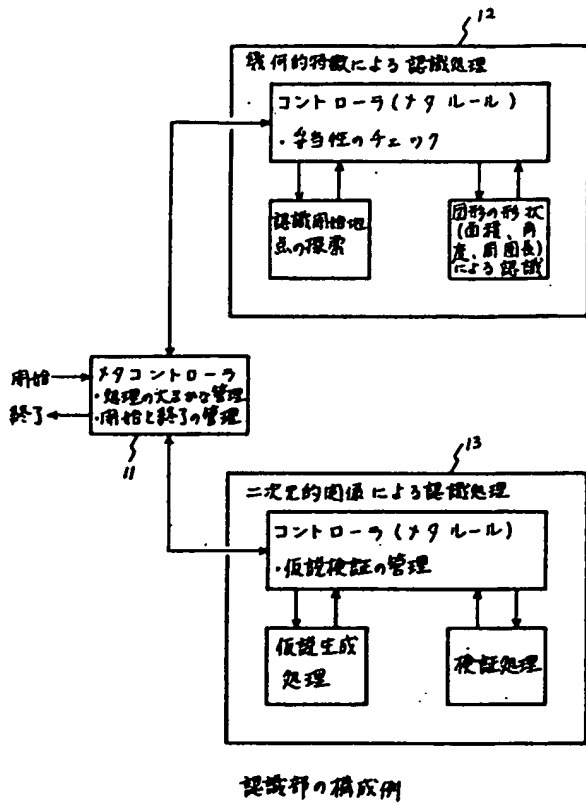 12
幾何的特徴による認識処理
コントローラ(メタ ルール)
・妥当性のチェック
認識開始地
点の探索
図形の形状
(面積、角
度、周囲長)
による認識
開始
終了
メタコントローラ
・処理の大まかな管理
・開始と終了の管理
11
13
二次元的関係による認識処理
コントローラ(メタ ルール)
・仮説検証の管理
仮説生成
処理
検証処理
認識部の構成例